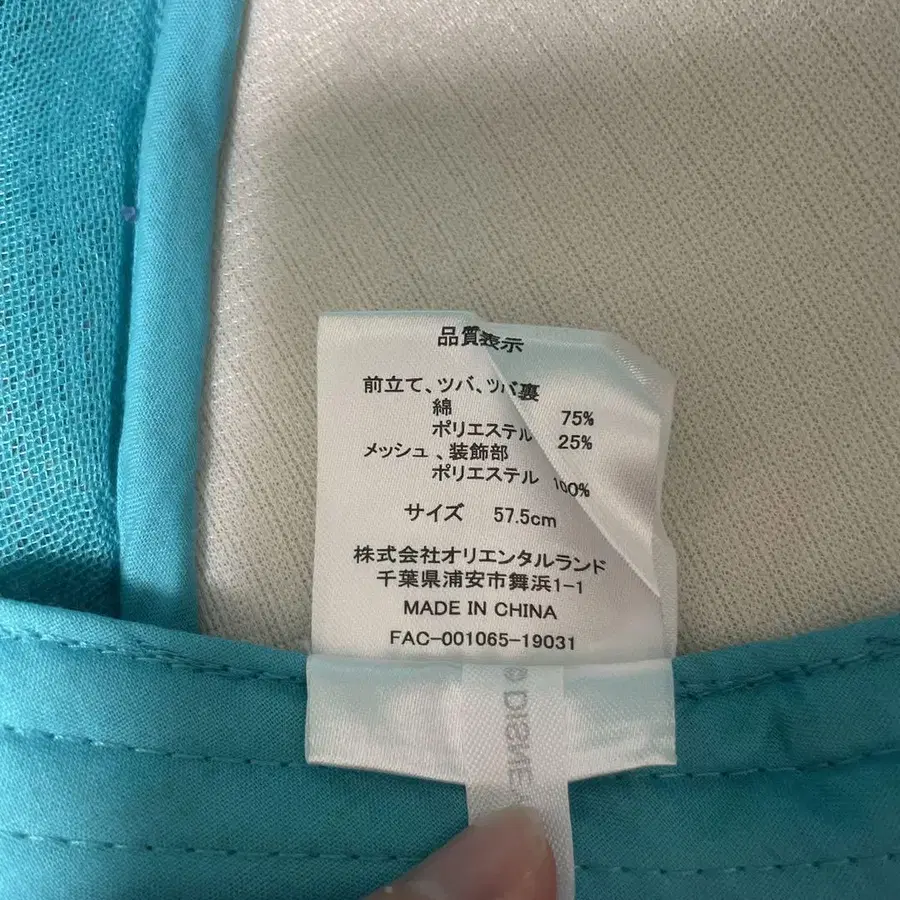 品質表示
前立て、ツバ、ツバ裏
綿 75%
ポリエステル 25%
メッシュ、装飾部
ポリエステル 100%
サイズ 57.5cm
株式会社オリエンタルランド
千葉県浦安市舞浜1-1
MADE IN CHINA
FAC-001065-19031
© DISNEY